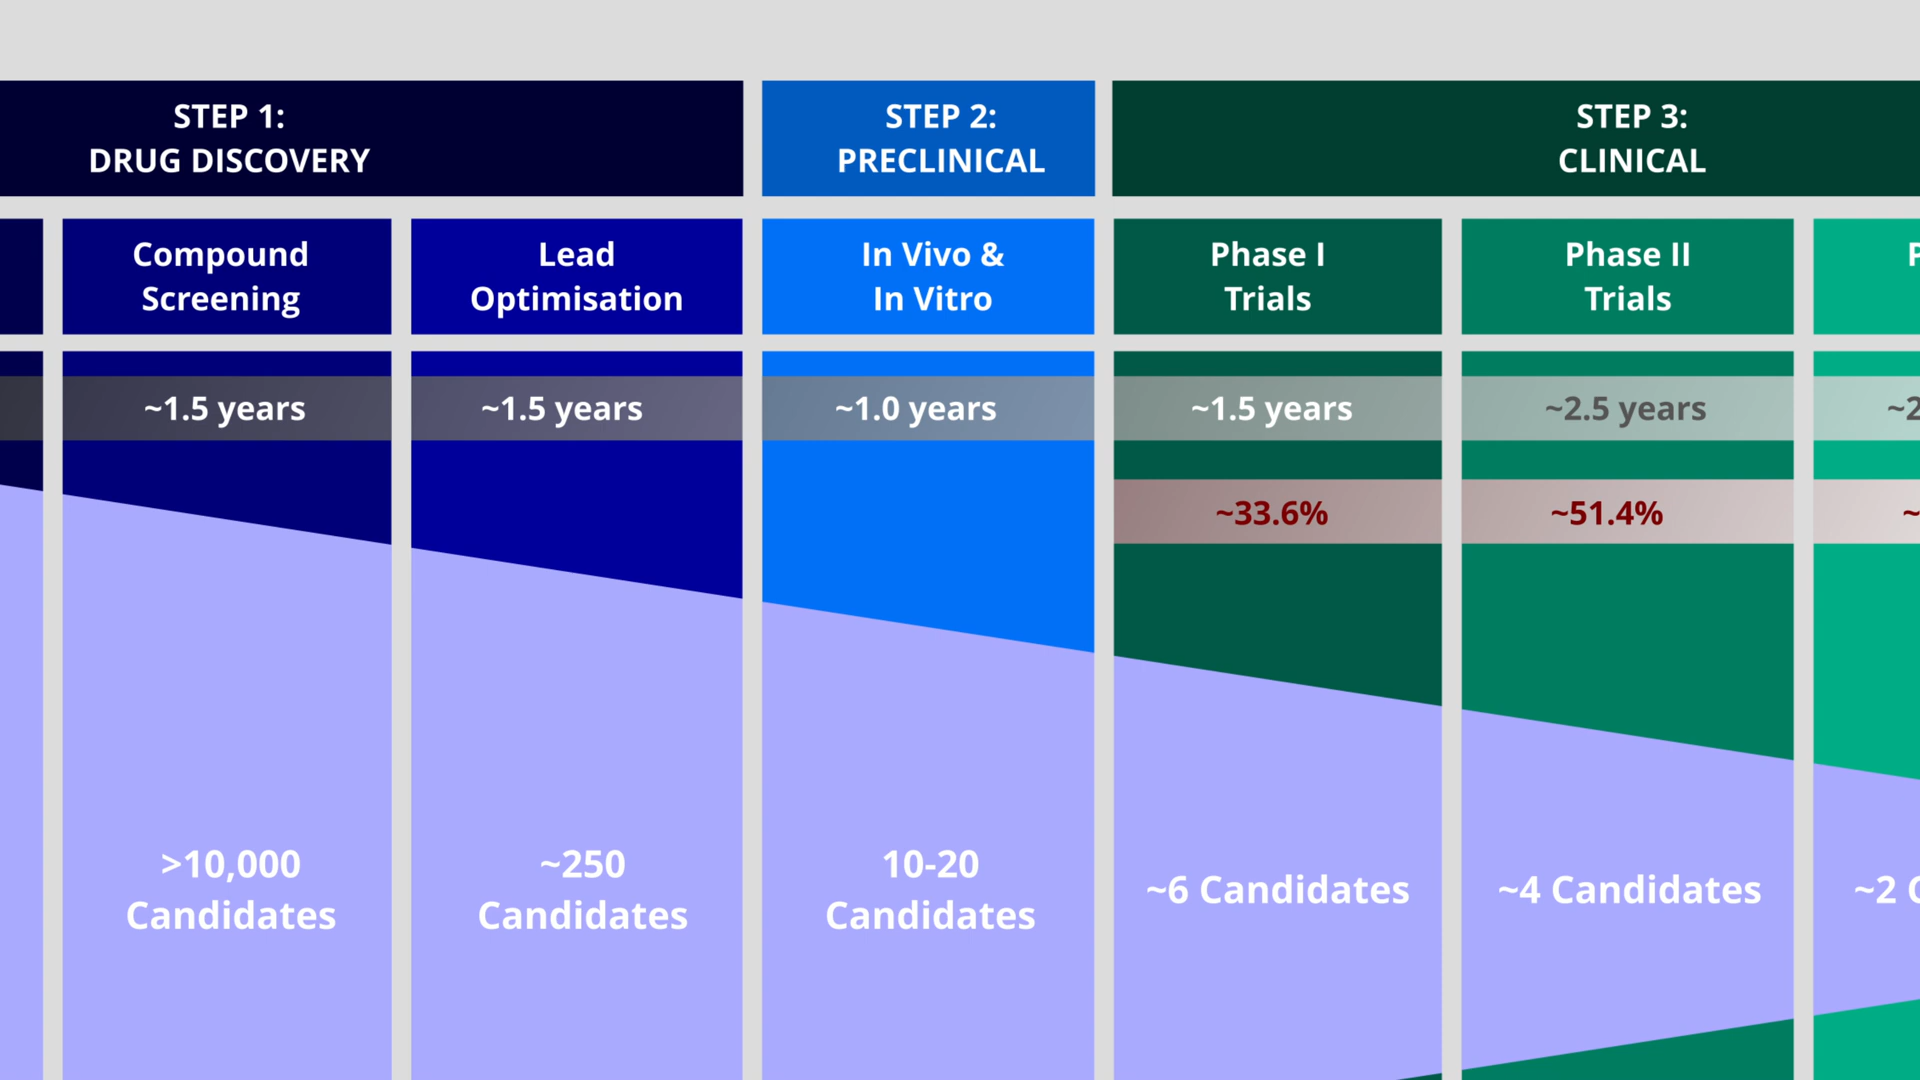 STEP 1:
DRUG DISCOVERY
STEP 2:
PRECLINICAL
STEP 3:
CLINICAL
Compound
Screening
Lead
Optimisation
In Vivo &
In Vitro
Phase I
Trials
Phase II
Trials
~1.5 years
~1.5 years
~1.0 years
~1.5 years
~2.5 years
~33.6%
~51.4%
>10,000
Candidates
~250
Candidates
10-20
Candidates
~6 Candidates
~4 Candidates
~2